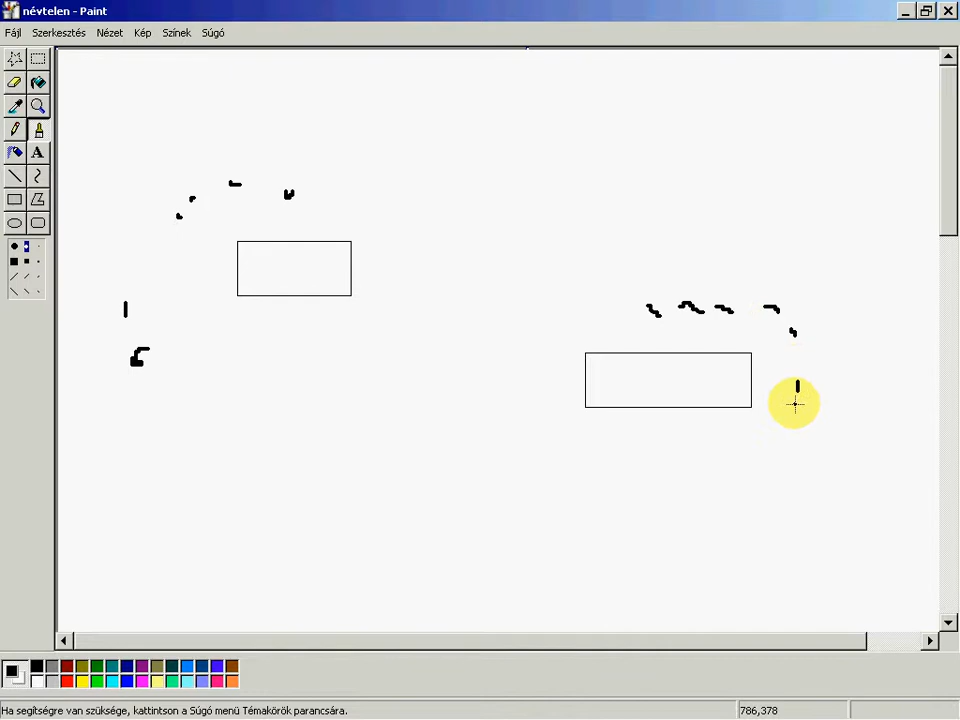 névtelen - Paint
Fájl Szerkesztés Nézet Kép Színek Súgó
A
Ha segítségre van szüksége, kattintson a Súgó menü Témakörök parancsára.
786,378